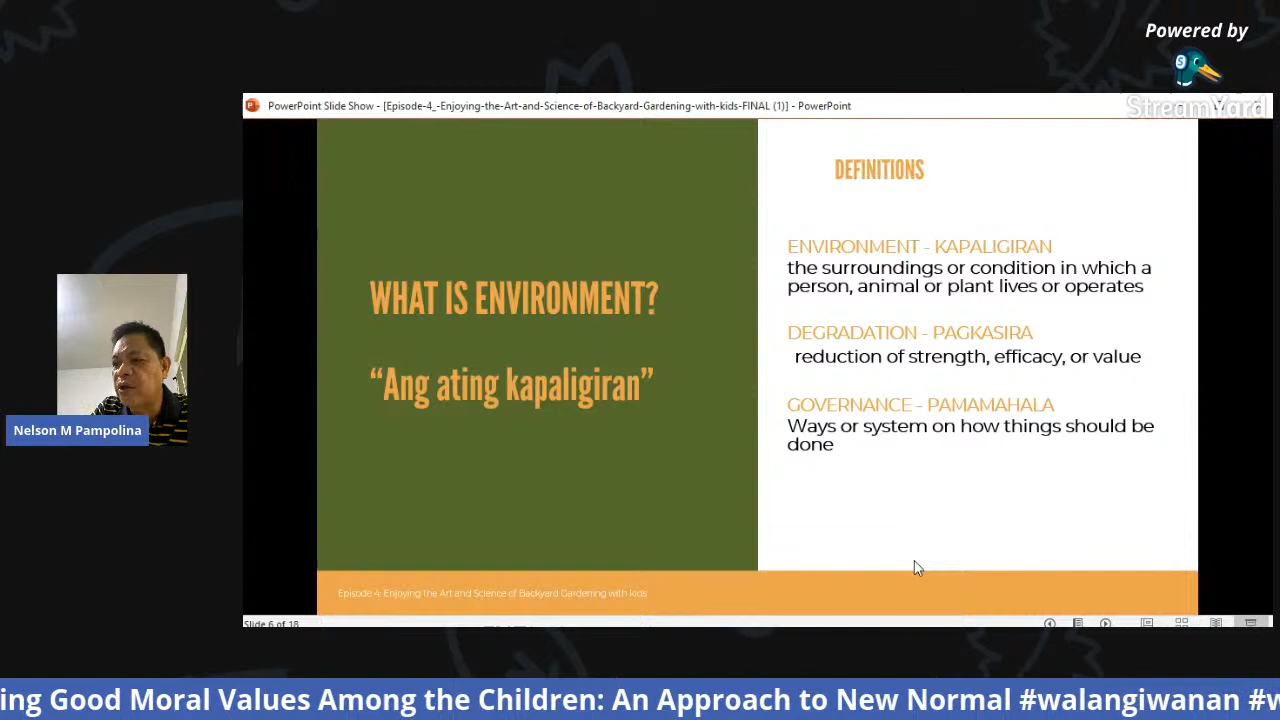 Powered by
StreamYard
PowerPoint Slide Show - [Episode-4_-Enjoying-the-Art-and-Science-of-Backyard-Gardening-with-kids-FINAL (1)] - PowerPoint
DEFINITIONS
WHAT IS ENVIRONMENT?
“Ang ating kapaligiran”
ENVIRONMENT - KAPALIGIRAN
the surroundings or condition in which a
person, animal or plant lives or operates
DEGRADATION - PAGKASIRA
reduction of strength, efficacy, or value
GOVERNANCE - PAMAMAHALA
Ways or system on how things should be
done
Nelson M Pampolina
Episode 4: Enjoying the Art and Science of Backyard Gardening with kids
Slide 6 of 18
ing Good Moral Values Among the Children: An Approach to New Normal #walangiwanan #w